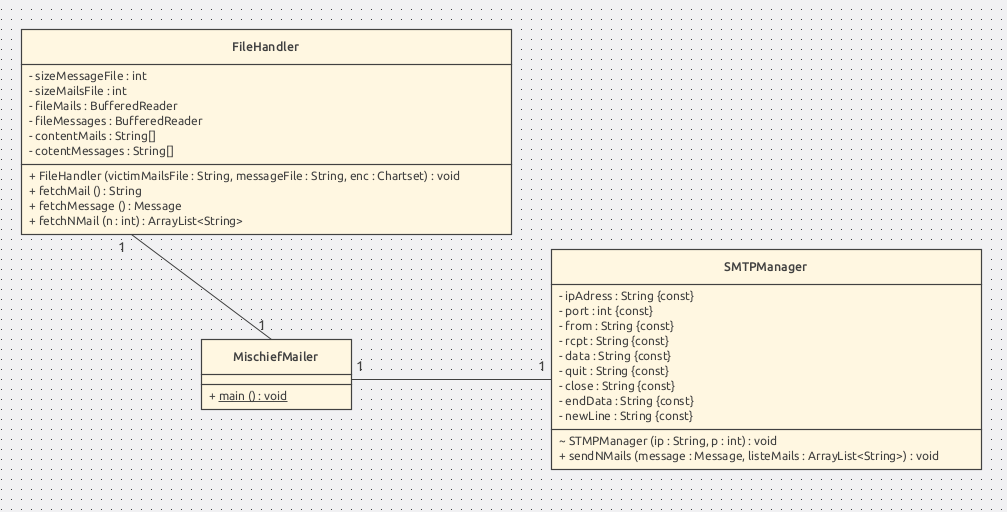 FileHandler
- sizeMessageFile : int
- sizeMailsFile : int
- fileMails : BufferedReader
- fileMessages : BufferedReader
- contentMails : String[]
- cotentMessages : String[]
+ FileHandler (victimMailsFile : String, messageFile : String, enc : Chartset) : void
+ fetchMail () : String
+ fetchMessage () : Message
+ fetchNMail (n : int) : ArrayList<String>
1
1
MischiefMailer
+ main () : void
1
1
SMTPManager
- ipAdress : String {const}
- port : int {const}
- from : String {const}
- rcpt : String {const}
- data : String {const}
- quit : String {const}
- close : String {const}
- endData : String {const}
- newLine : String {const}
~ STMPManager (ip : String, p : int) : void
+ sendNMails (message : Message, listeMails : ArrayList<String>) : void